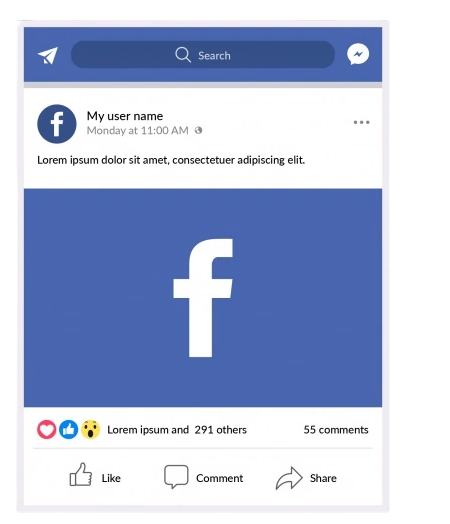 Search
My user name
Monday at 11:00 AM
Lorem ipsum dolor sit amet, consectetuer adipiscing elit.
Lorem ipsum and 291 others
55 comments
Like
Comment
Share